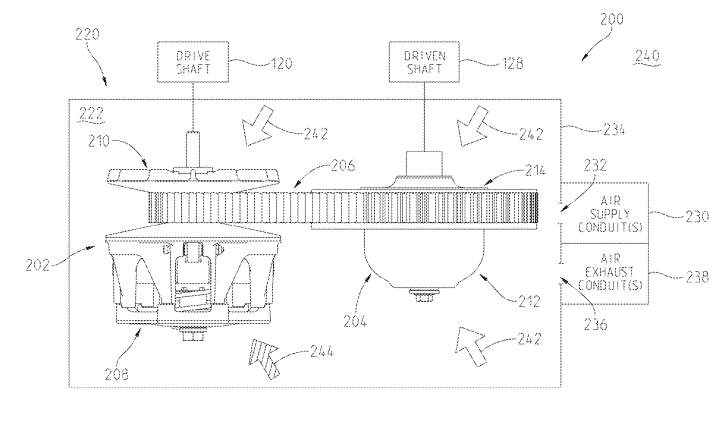 200
220
DRIVE
SHAFT
120
DRIVEN
SHAFT
128
240
222
242
242
234
210
206
214
232
AIR
SUPPLY
CONDUIT(S)
230
202
AIR
EXHAUST
CONDUIT(S)
238
204
212
236
208
244
242